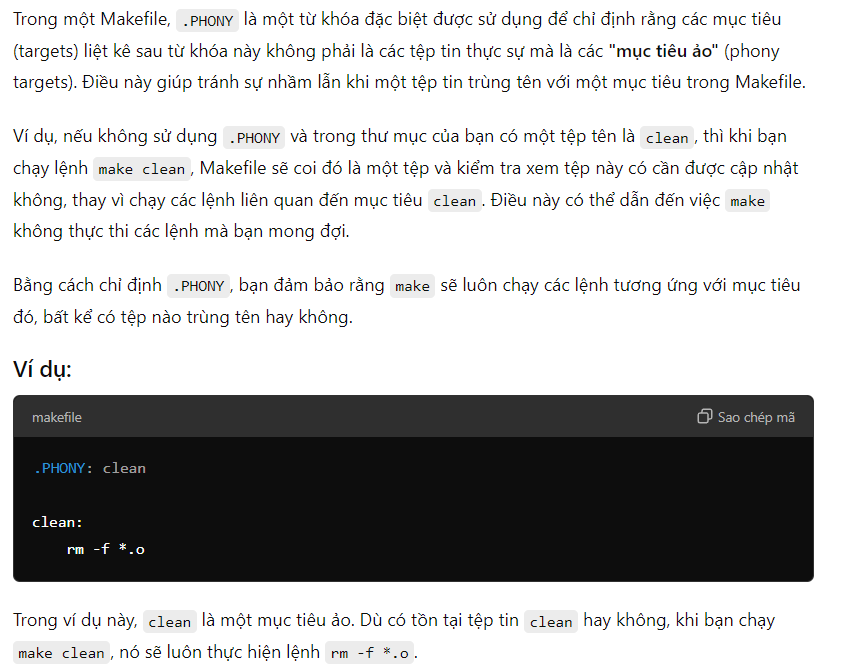 Trong một Makefile, .PHONY là một từ khóa đặc biệt được sử dụng để chỉ định rằng các mục tiêu
(targets) liệt kê sau từ khóa này không phải là các tệp tin thực sự mà là các "mục tiêu ảo" (phony
targets). Điều này giúp tránh sự nhầm lẫn khi một tệp tin trùng tên với một mục tiêu trong Makefile.
Ví dụ, nếu không sử dụng .PHONY và trong thư mục của bạn có một tệp tên là clean, thì khi bạn
chạy lệnh make clean, Makefile sẽ coi đó là một tệp và kiểm tra xem tệp này có cần được cập nhật
không, thay vì chạy các lệnh liên quan đến mục tiêu clean. Điều này có thể dẫn đến việc make
không thực thi các lệnh mà bạn mong đợi.
Bằng cách chỉ định .PHONY, bạn đảm bảo rằng make sẽ luôn chạy các lệnh tương ứng với mục tiêu
đó, bất kể có tệp nào trùng tên hay không.
Ví dụ:
makefile Sao chép mã
.PHONY: clean
clean:
    rm -f *.o
Trong ví dụ này, clean là một mục tiêu ảo. Dù có tồn tại tệp tin clean hay không, khi bạn chạy
make clean, nó sẽ luôn thực hiện lệnh rm -f *.o.